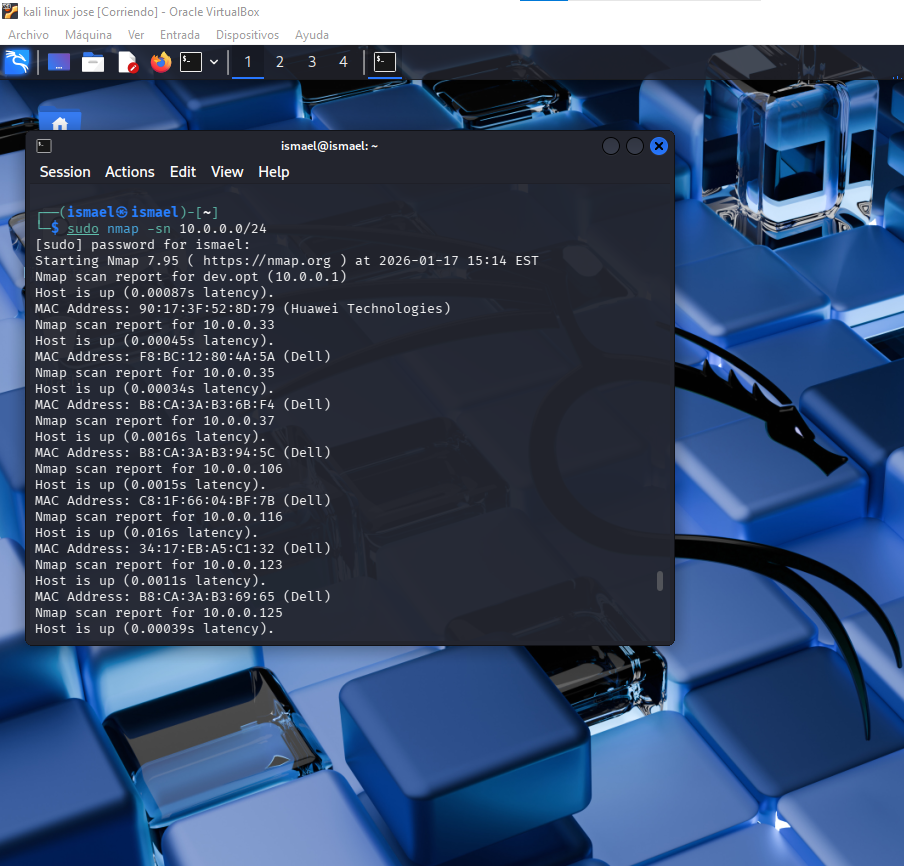 kali linux jose [Corriendo] - Oracle VirtualBox
Archivo Máquina Ver Entrada Dispositivos Ayuda
1 2 3 4
ismael@ismael: ~
Session Actions Edit View Help
┌──(ismael㉿ismael)-[~]
└─$ sudo nmap -sn 10.0.0.0/24
[sudo] password for ismael:
Starting Nmap 7.95 ( https://nmap.org ) at 2026-01-17 15:14 EST
Nmap scan report for dev.opt (10.0.0.1)
Host is up (0.00087s latency).
MAC Address: 90:17:3F:52:8D:79 (Huawei Technologies)
Nmap scan report for 10.0.0.33
Host is up (0.00045s latency).
MAC Address: F8:BC:12:80:4A:5A (Dell)
Nmap scan report for 10.0.0.35
Host is up (0.00034s latency).
MAC Address: B8:CA:3A:B3:6B:F4 (Dell)
Nmap scan report for 10.0.0.37
Host is up (0.0016s latency).
MAC Address: B8:CA:3A:B3:94:5C (Dell)
Nmap scan report for 10.0.0.106
Host is up (0.0015s latency).
MAC Address: C8:1F:66:04:BF:7B (Dell)
Nmap scan report for 10.0.0.116
Host is up (0.016s latency).
MAC Address: 34:17:EB:A5:C1:32 (Dell)
Nmap scan report for 10.0.0.123
Host is up (0.0011s latency).
MAC Address: B8:CA:3A:B3:69:65 (Dell)
Nmap scan report for 10.0.0.125
Host is up (0.00039s latency).